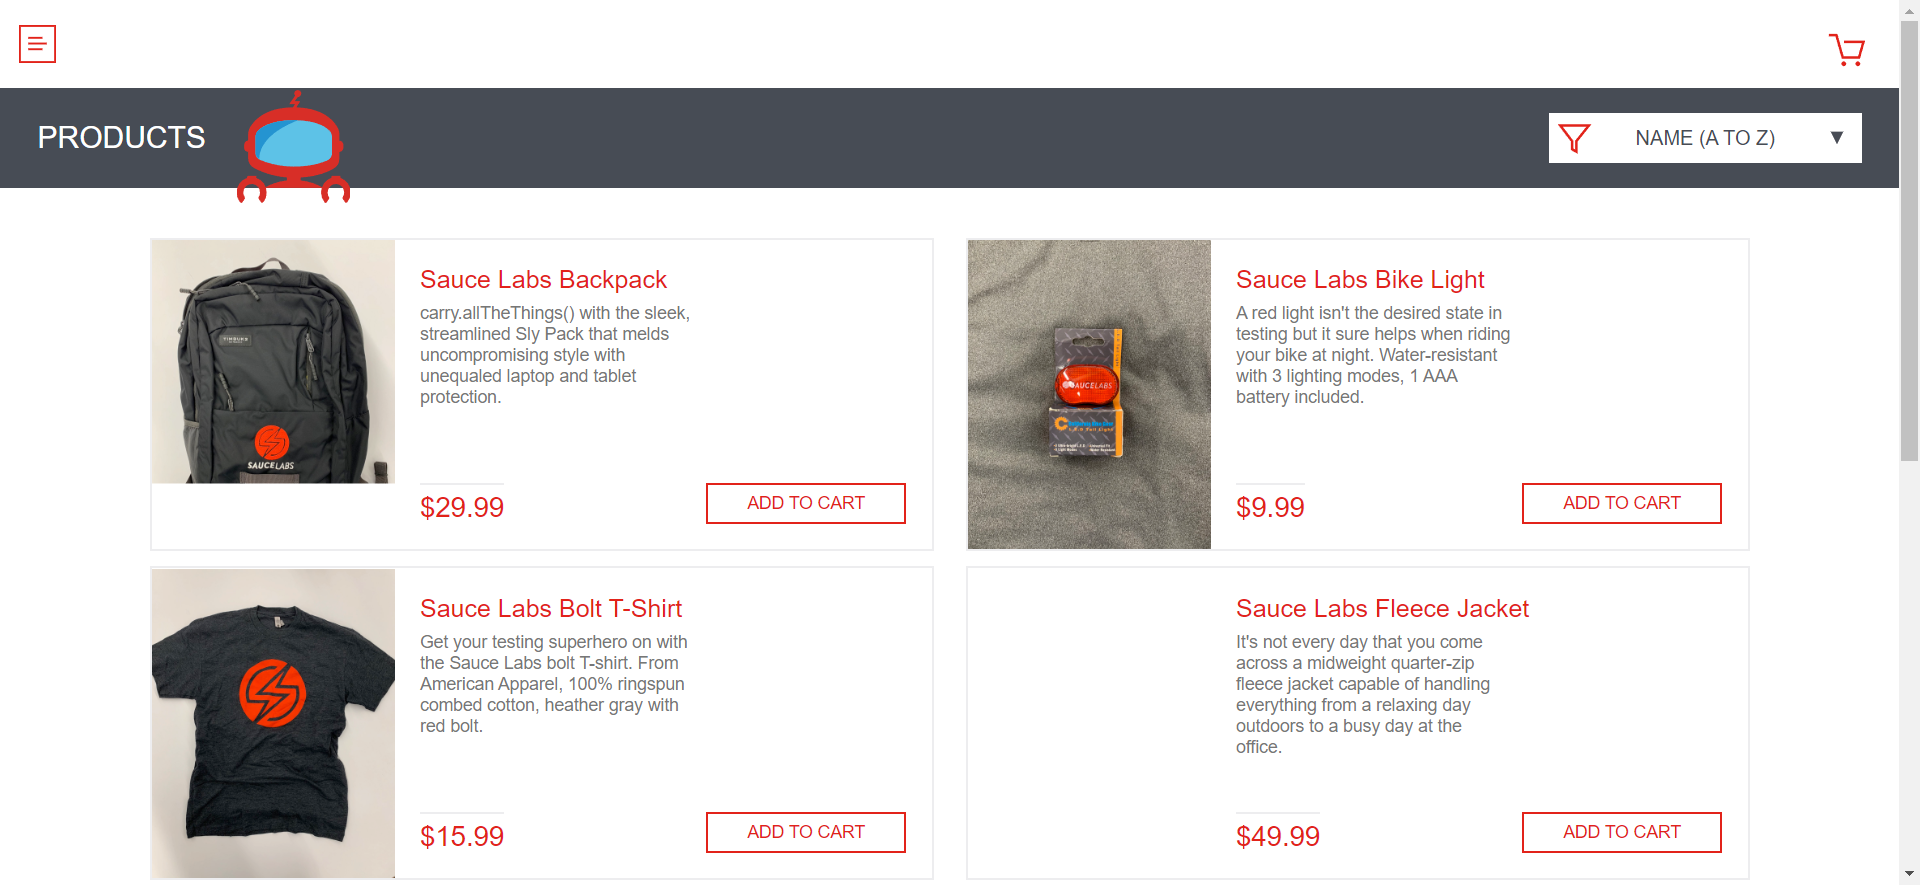 PRODUCTS
NAME (A TO Z)
Sauce Labs Backpack
carry.allTheThings() with the sleek,
streamlined Sly Pack that melds
uncompromising style with
unequaled laptop and tablet
protection.
$29.99
ADD TO CART
SAUCELABS
Sauce Labs Bike Light
A red light isn't the desired state in
testing but it sure helps when riding
your bike at night. Water-resistant
with 3 lighting modes, 1 AAA
battery included.
$9.99
ADD TO CART
SAUCELABS
Sauce Labs Bolt T-Shirt
Get your testing superhero on with
the Sauce Labs bolt T-shirt. From
American Apparel, 100% ringspun
combed cotton, heather gray with
red bolt.
$15.99
ADD TO CART
Sauce Labs Fleece Jacket
It's not every day that you come
across a midweight quarter-zip
fleece jacket capable of handling
everything from a relaxing day
outdoors to a busy day at the
office.
$49.99
ADD TO CART